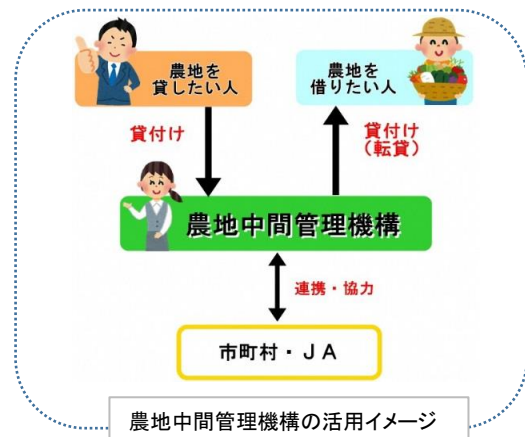 農地を
貸したい人
農地を
借りたい人
貸付け
貸付け
(転貸)
農地中間管理機構
連携・協力
市町村・ＪＡ
農地中間管理機構の活用イメージ